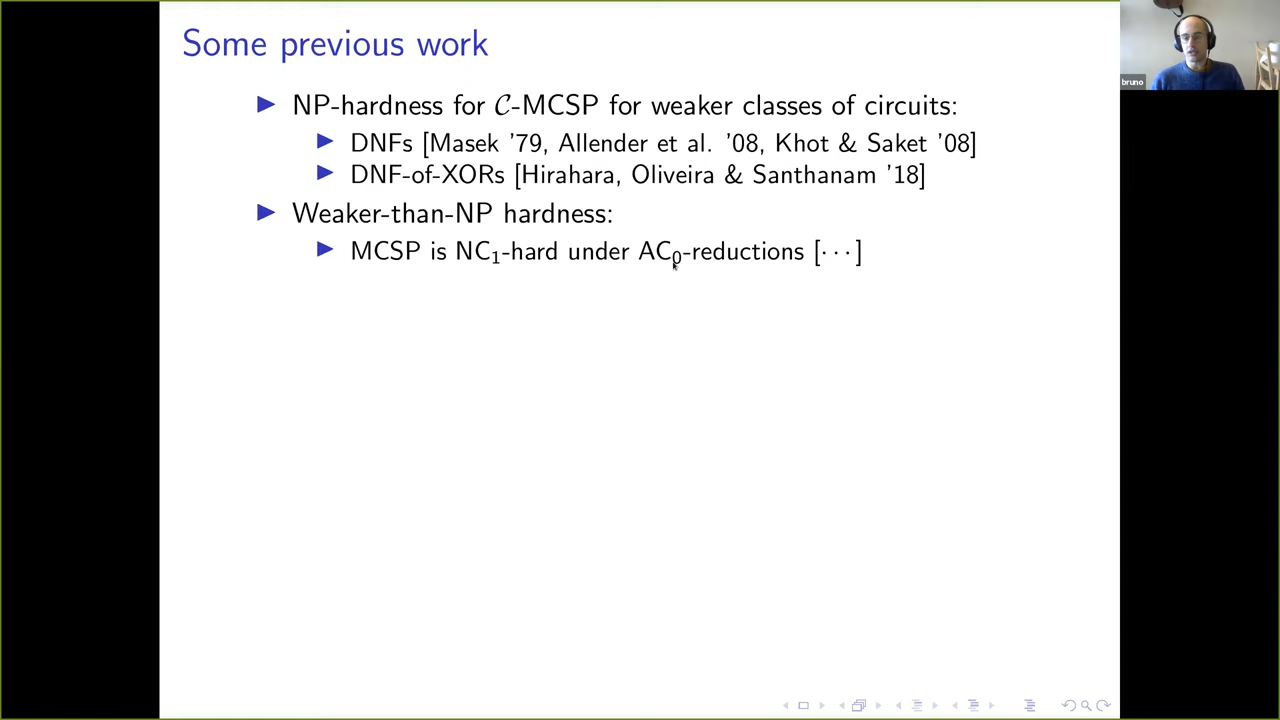 Some previous work
▶ NP-hardness for 𝒞-MCSP for weaker classes of circuits:
▶ DNFs [Masek ’79, Allender et al. ’08, Khot & Saket ’08]
▶ DNF-of-XORs [Hirahara, Oliveira & Santhanam ’18]
▶ Weaker-than-NP hardness:
▶ MCSP is NC₁-hard under AC₀-reductions [···]
bruno